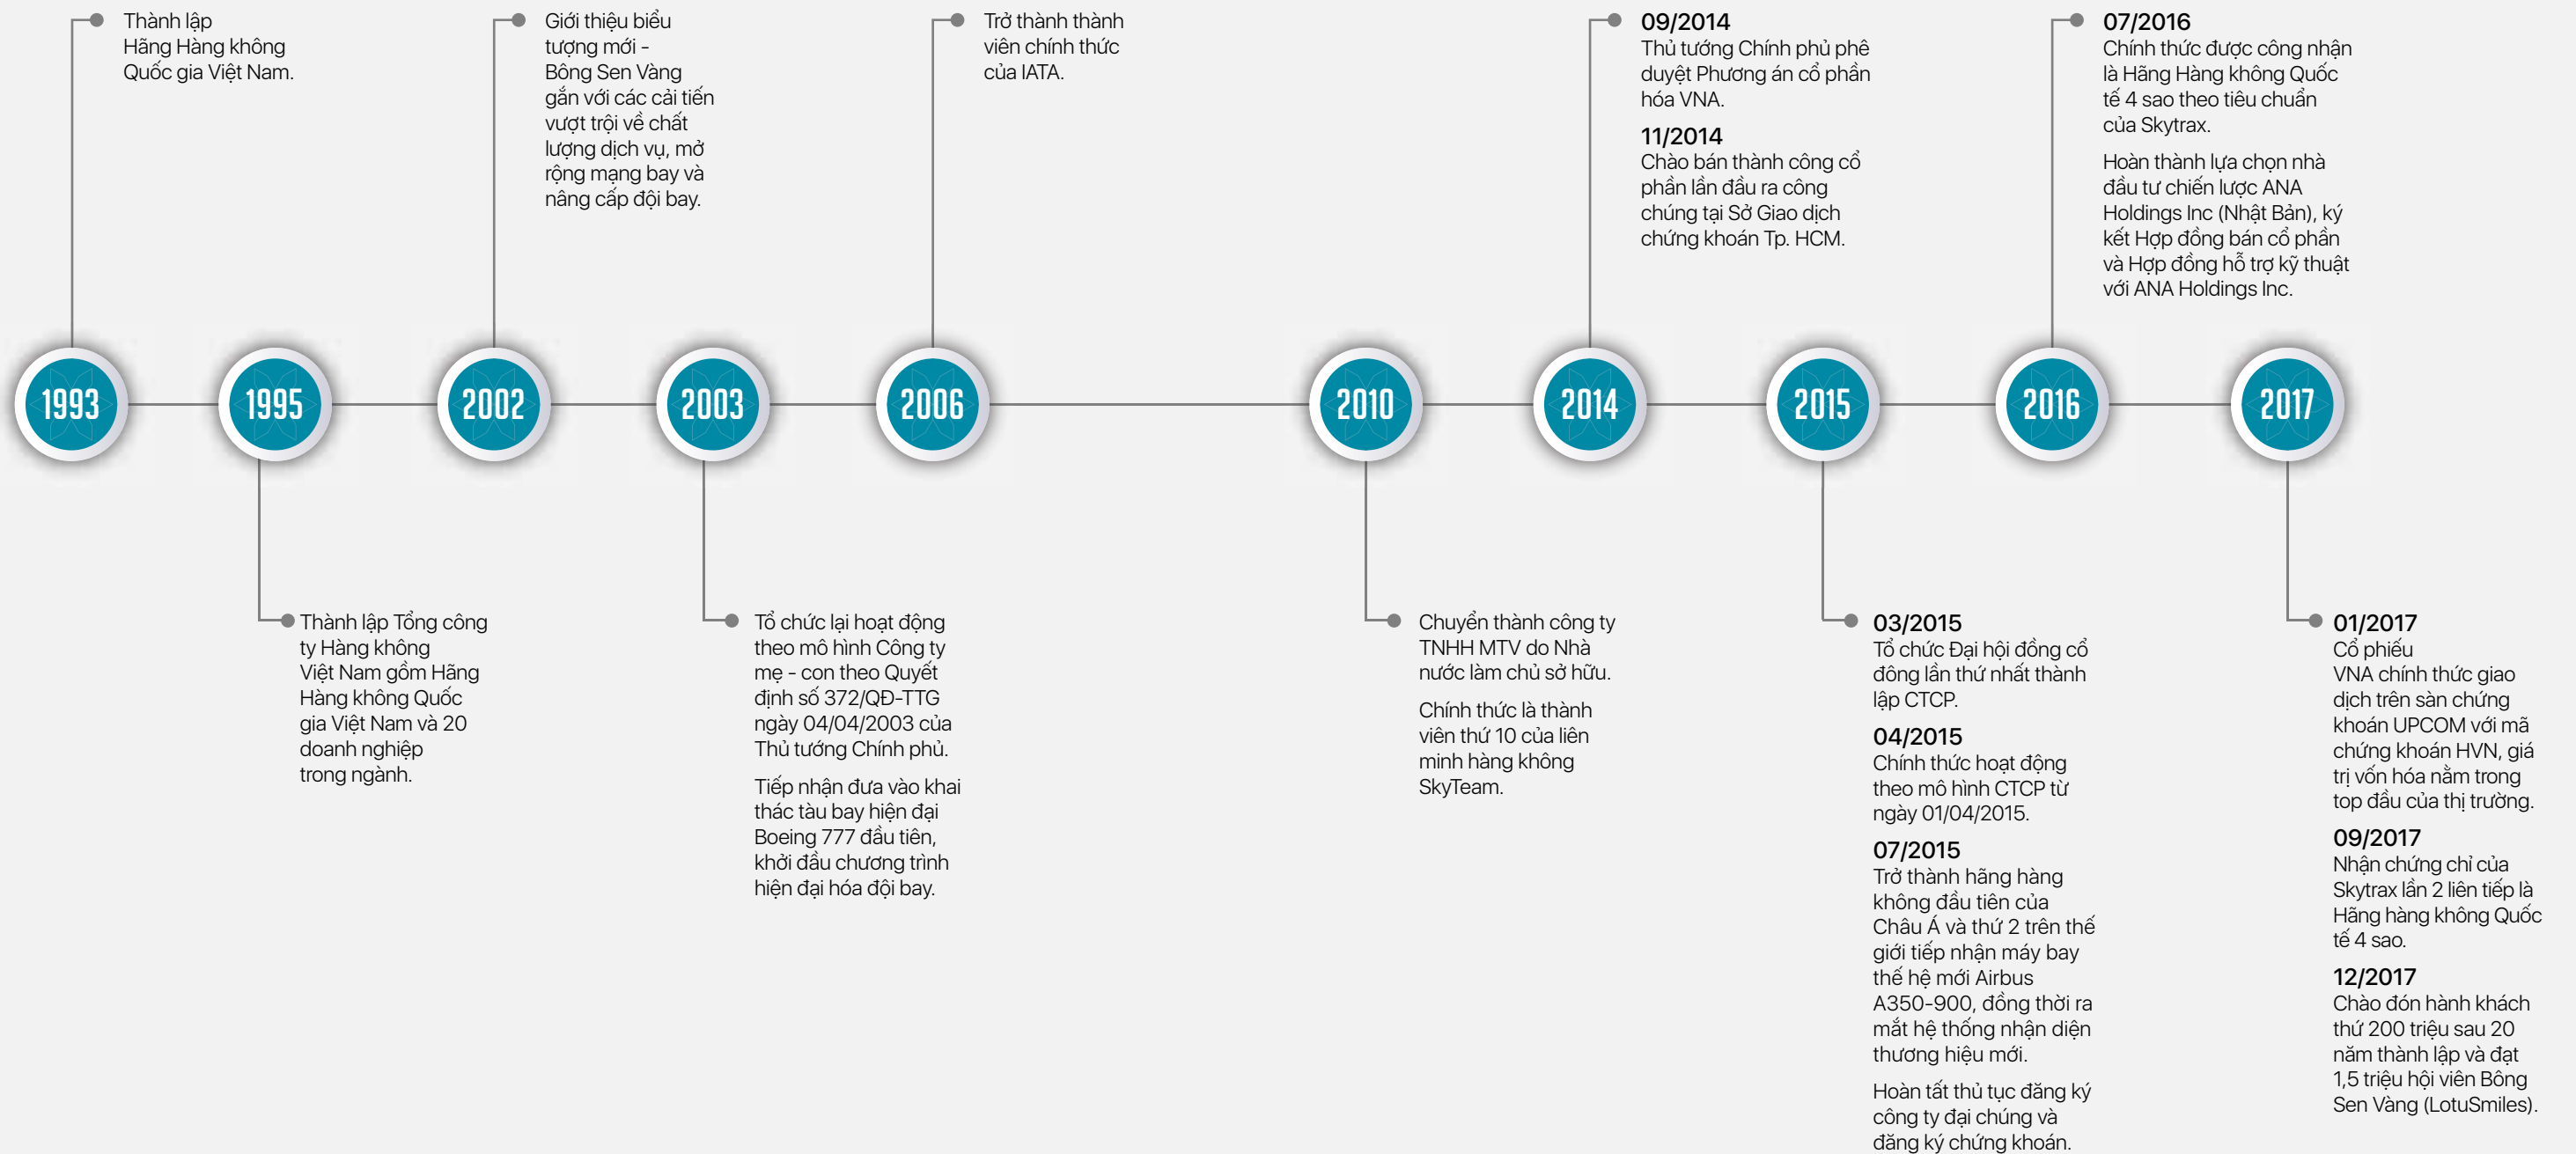 Thành lập
Hãng Hàng không
Quốc gia Việt Nam.
Giới thiệu biểu
tượng mới -
Bông Sen Vàng
gắn với các cải tiến
vượt trội về chất
lượng dịch vụ, mở
rộng mạng bay và
nâng cấp đội bay.
Trở thành thành
viên chính thức
của IATA.
09/2014
Thủ tướng Chính phủ phê
duyệt Phương án cổ phần
hóa VNA.
11/2014
Chào bán thành công cổ
phần lần đầu ra công
chúng tại Sở Giao dịch
chứng khoán Tp. HCM.
07/2016
Chính thức được công nhận
là Hãng Hàng không Quốc
tế 4 sao theo tiêu chuẩn
của Skytrax.
Hoàn thành lựa chọn nhà
đầu tư chiến lược ANA
Holdings Inc (Nhật Bản), ký
kết Hợp đồng bán cổ phần
và Hợp đồng hỗ trợ kỹ thuật
với ANA Holdings Inc.
1993
1995
2002
2003
2006
2010
2014
2015
2016
2017
Thành lập Tổng công
ty Hàng không
Việt Nam gồm Hãng
Hàng không Quốc
gia Việt Nam và 20
doanh nghiệp
trong ngành.
Tổ chức lại hoạt động
theo mô hình Công ty
mẹ - con theo Quyết
định số 372/QĐ-TTG
ngày 04/04/2003 của
Thủ tướng Chính phủ.
Tiếp nhận đưa vào khai
thác tàu bay hiện đại
Boeing 777 đầu tiên,
khởi đầu chương trình
hiện đại hóa đội bay.
Chuyển thành công ty
TNHH MTV do Nhà
nước làm chủ sở hữu.
Chính thức là thành
viên thứ 10 của liên
minh hàng không
SkyTeam.
03/2015
Tổ chức Đại hội đồng cổ
đông lần thứ nhất thành
lập CTCP.
04/2015
Chính thức hoạt động
theo mô hình CTCP từ
ngày 01/04/2015.
07/2015
Trở thành hãng hàng
không đầu tiên của
Châu Á và thứ 2 trên thế
giới tiếp nhận máy bay
thế hệ mới Airbus
A350-900, đồng thời ra
mắt hệ thống nhận diện
thương hiệu mới.
Hoàn tất thủ tục đăng ký
công ty đại chúng và
đăng ký chứng khoán.
01/2017
Cổ phiếu
VNA chính thức giao
dịch trên sàn chứng
khoán UPCOM với mã
chứng khoán HVN, giá
trị vốn hóa nằm trong
top đầu của thị trường.
09/2017
Nhận chứng chỉ của
Skytrax lần 2 liên tiếp là
Hãng hàng không Quốc
tế 4 sao.
12/2017
Chào đón hành khách
thứ 200 triệu sau 20
năm thành lập và đạt
1,5 triệu hội viên Bông
Sen Vàng (LotuSmiles).